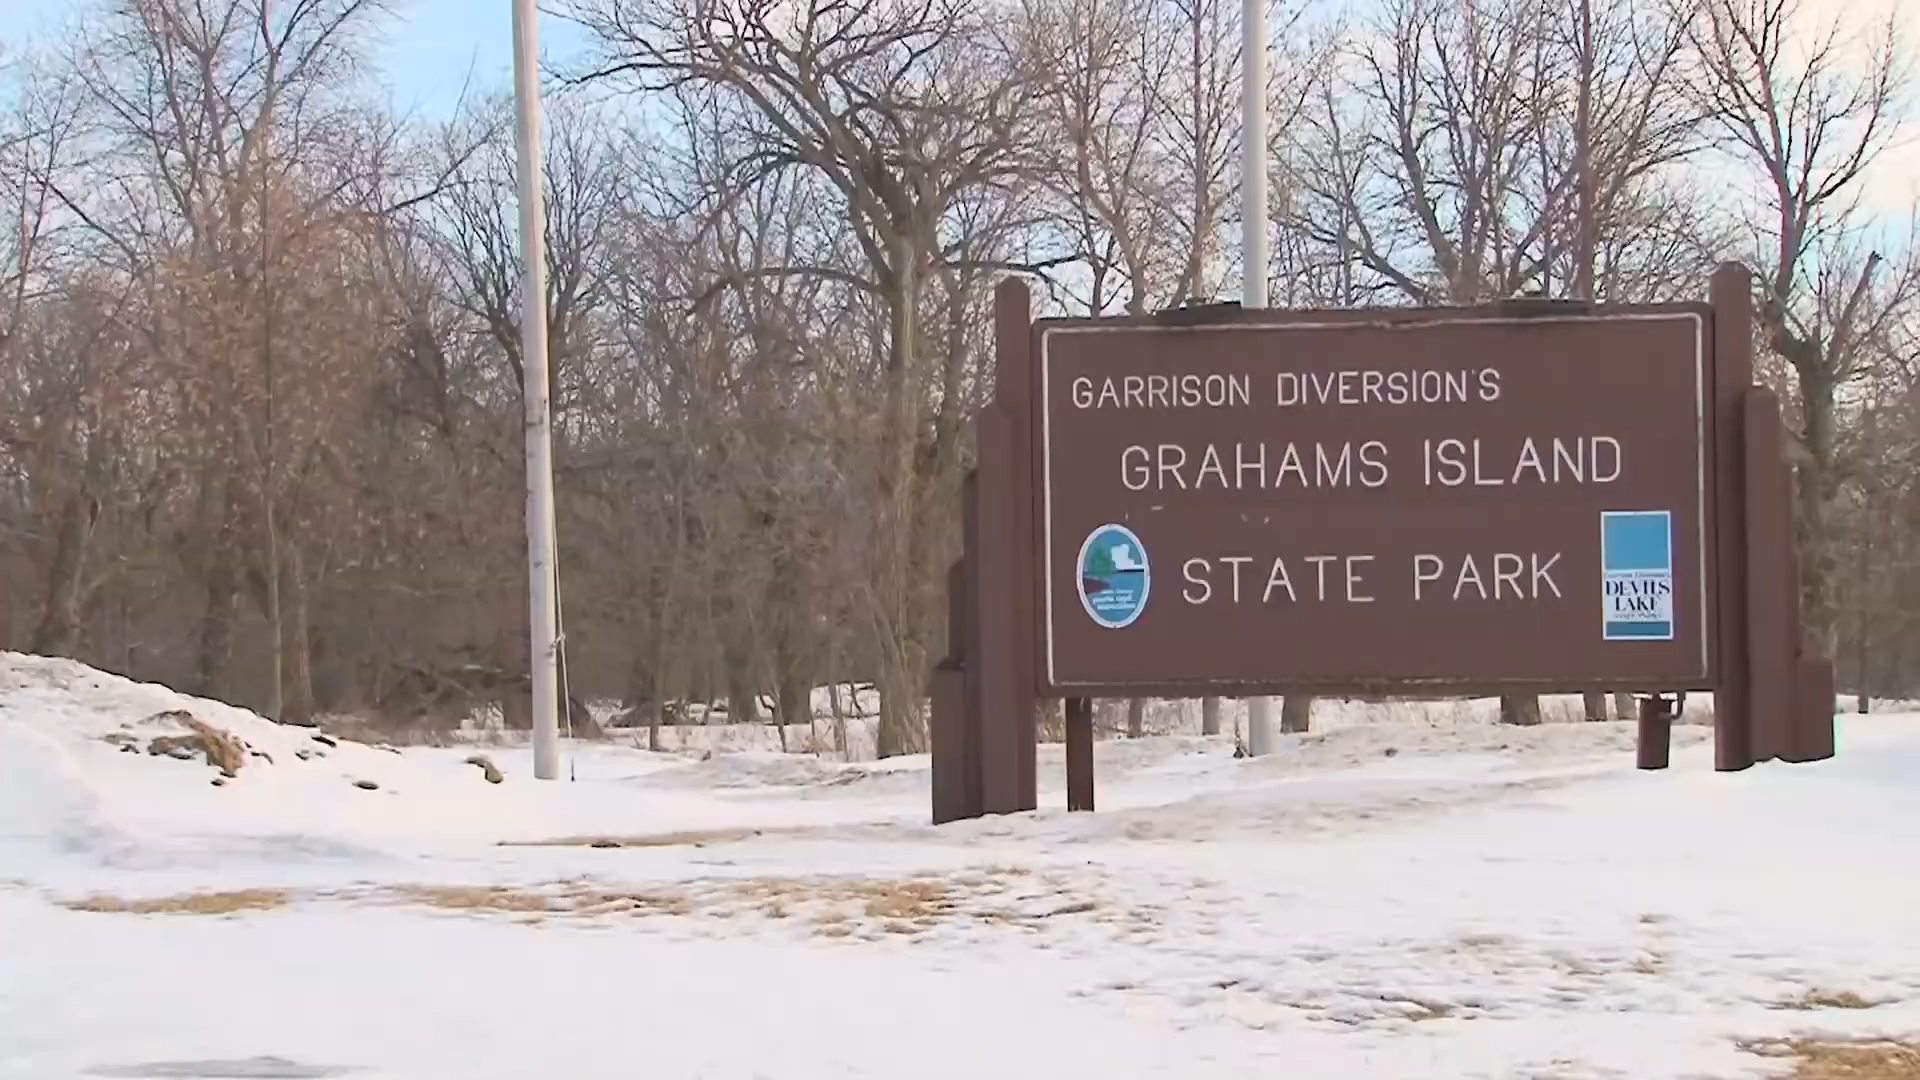 GARRISON DIVERSION'S
GRAHAMS ISLAND
STATE PARK
DEVILS
LAKE